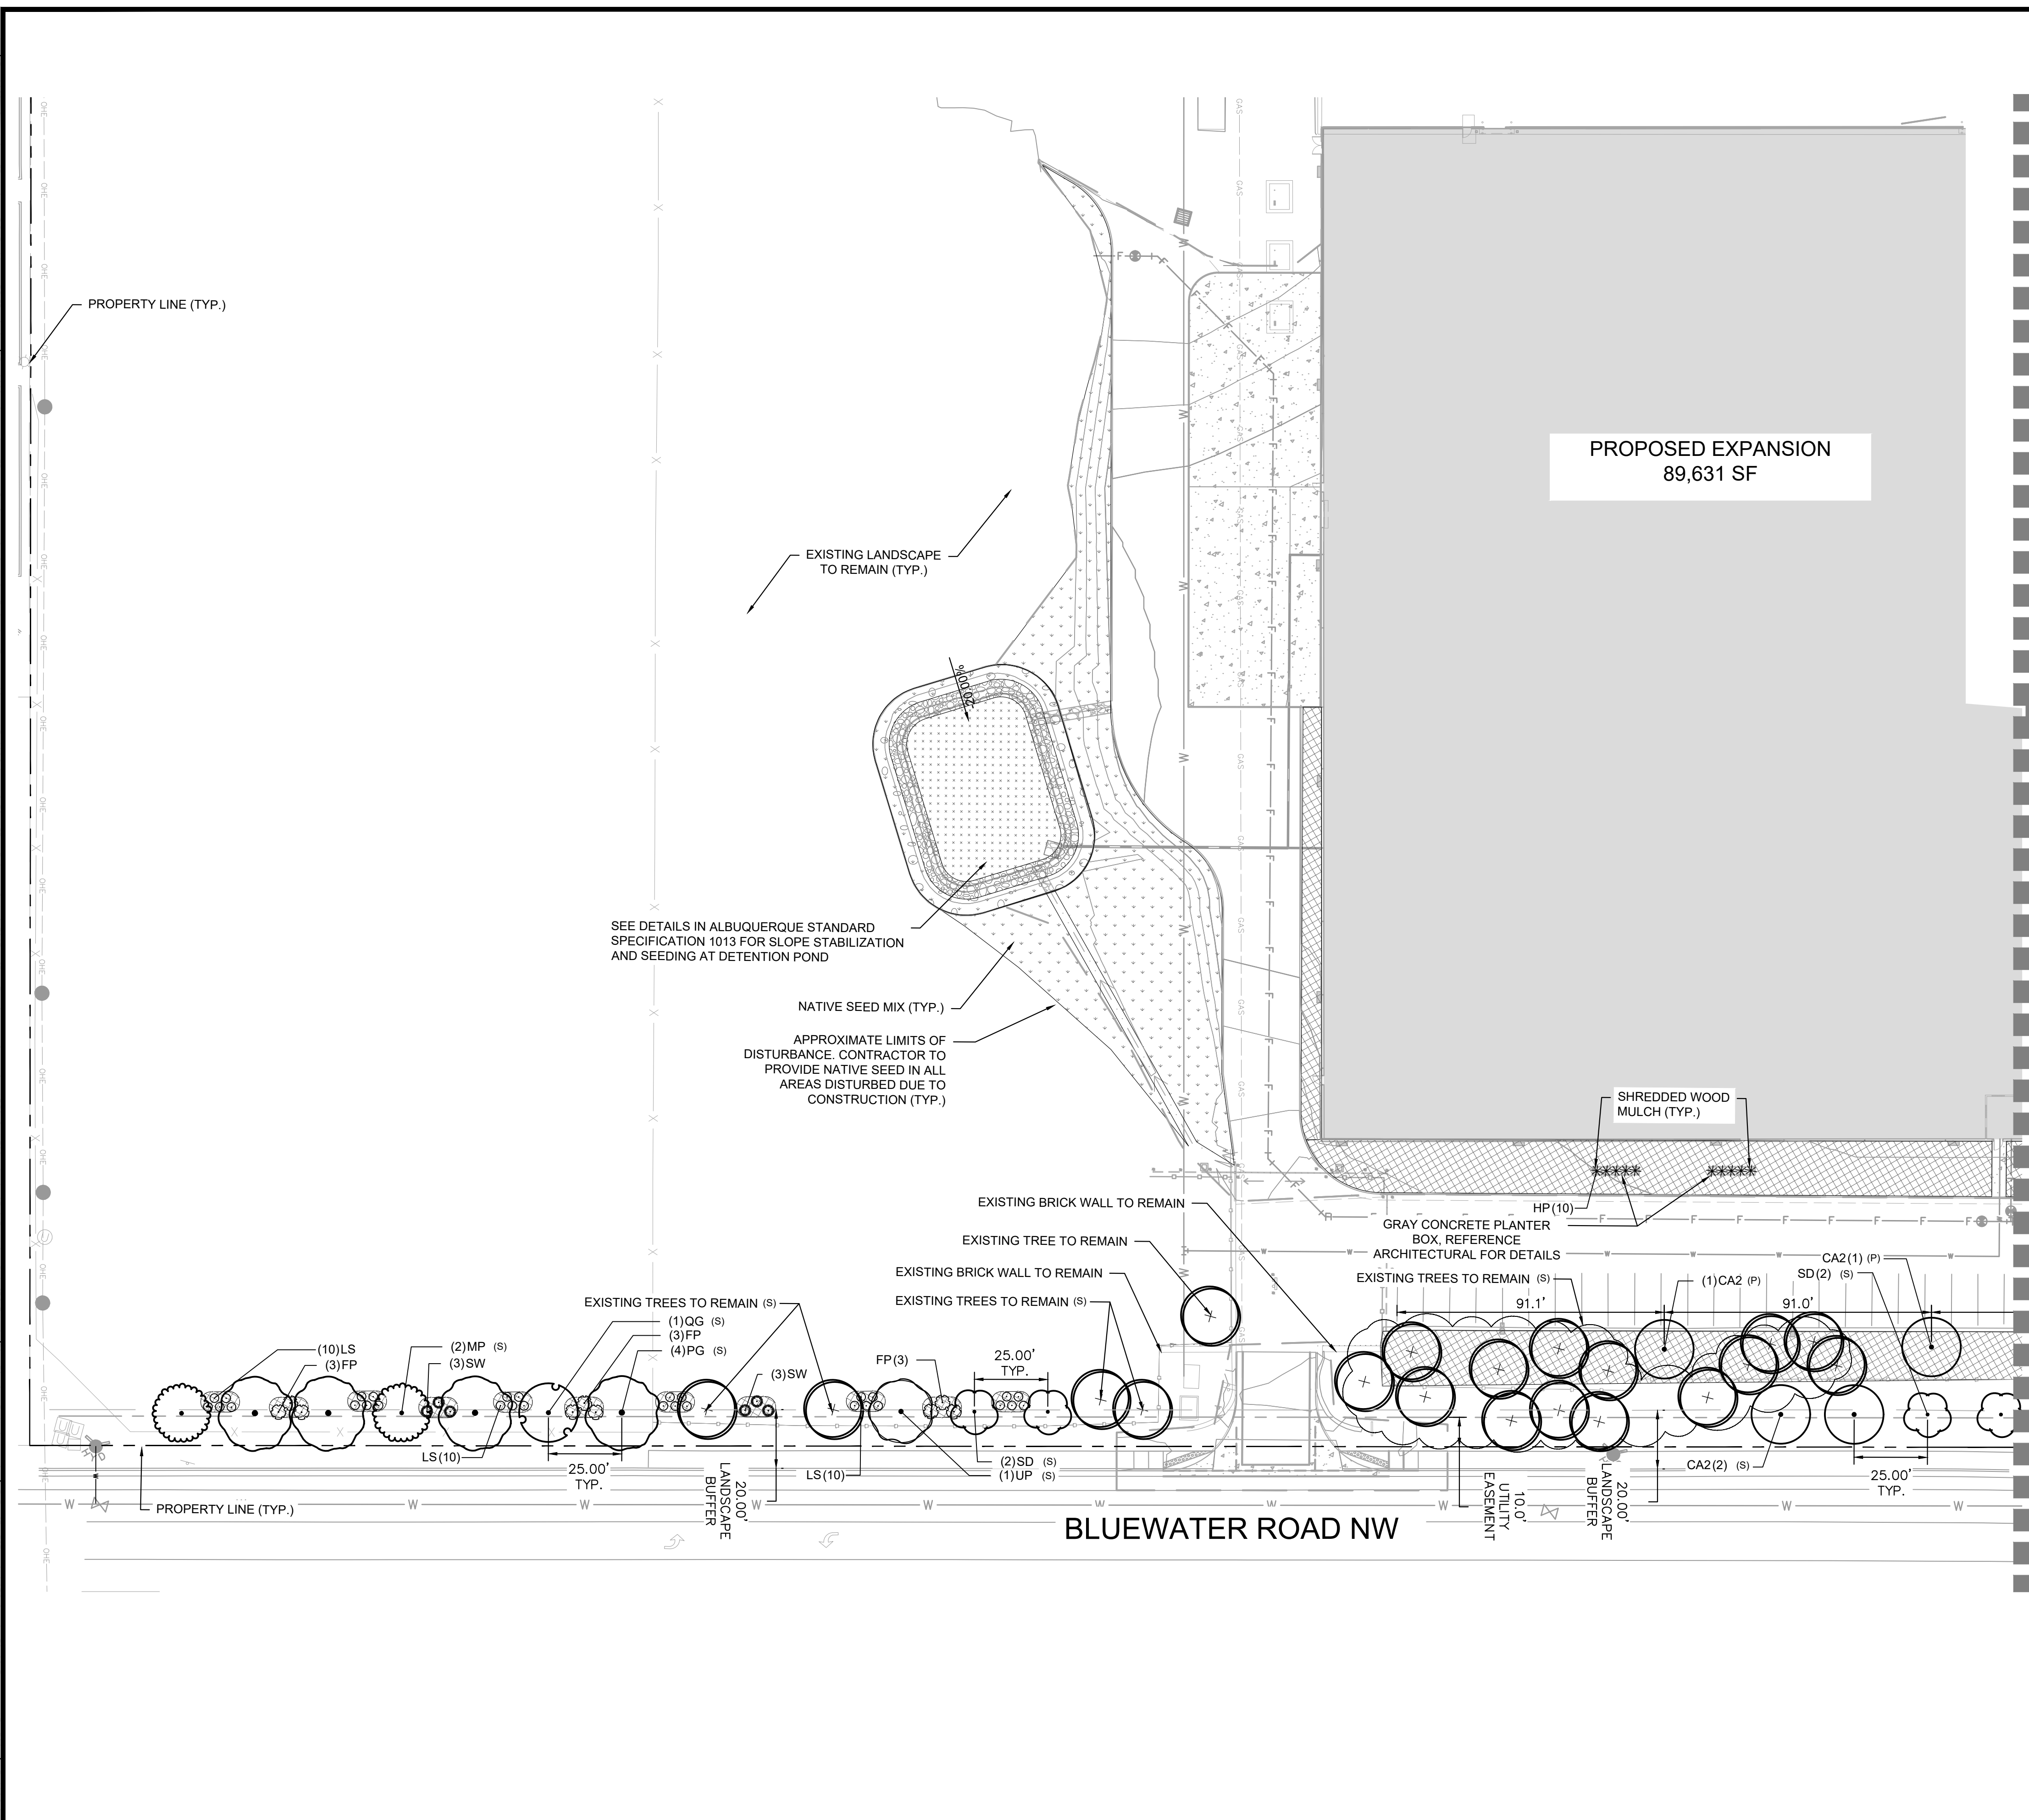 PROPERTY LINE (TYP.)
PROPOSED EXPANSION
89,631 SF
EXISTING LANDSCAPE
TO REMAIN (TYP.)
20.00%
SEE DETAILS IN ALBUQUERQUE STANDARD
SPECIFICATION 1013 FOR SLOPE STABILIZATION
AND SEEDING AT DETENTION POND
NATIVE SEED MIX (TYP.)
APPROXIMATE LIMITS OF
DISTURBANCE. CONTRACTOR TO
PROVIDE NATIVE SEED IN ALL
AREAS DISTURBED DUE TO
CONSTRUCTION (TYP.)
SHREDDED WOOD
MULCH (TYP.)
EXISTING BRICK WALL TO REMAIN
HP(10)
GRAY CONCRETE PLANTER
BOX, REFERENCE
ARCHITECTURAL FOR DETAILS
EXISTING TREE TO REMAIN
EXISTING BRICK WALL TO REMAIN
CA2(1) (P)
SD(2) (S)
EXISTING TREES TO REMAIN (S)
(1)CA2 (P)
91.1'
91.0'
EXISTING TREES TO REMAIN (S)
EXISTING TREES TO REMAIN (S)
(1)QG (S)
(3)FP
(4)PG (S)
(10)LS
(3)FP
(2)MP (S)
(3)SW
(3)SW
FP(3)
25.00'
TYP.
LS(10)
25.00'
TYP.
20.00'
LANDSCAPE
BUFFER
LS(10)
(2)SD (S)
(1)UP (S)
10.0'
UTILITY
EASEMENT
20.00'
LANDSCAPE
BUFFER
CA2(2) (S)
25.00'
TYP.
PROPERTY LINE (TYP.)
BLUEWATER ROAD NW
OHE
GAS
W
F
X